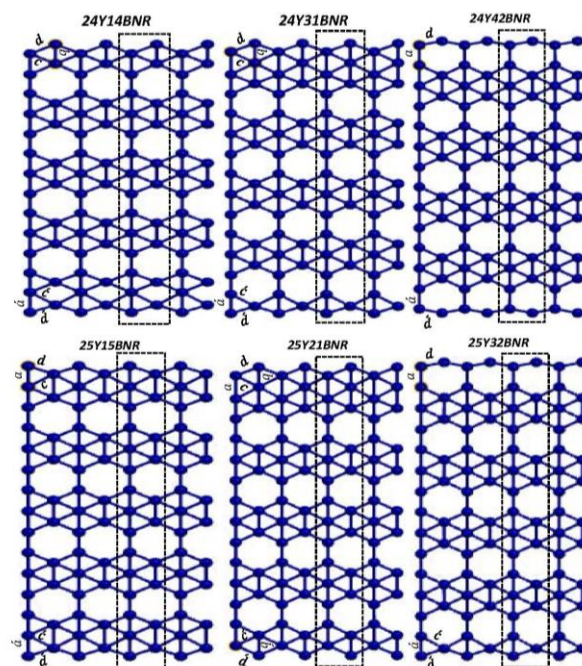 24Y14BNR
24Y31BNR
24Y42BNR
d
d
d
q
q
a
c
c
c'
c'
á
á
á
d
d
d
25Y15BNR
25Y21BNR
25Y32BNR
d
d
a
c
a
c
q
a
á
c'
á
c'
q
á
c'
d
d
d